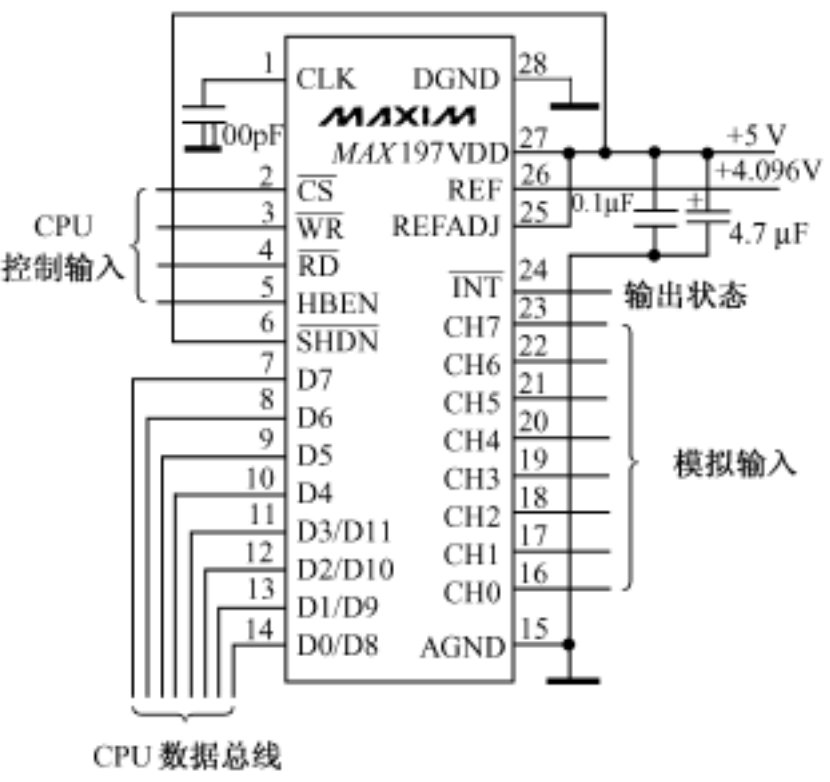 1 CLK DGND 28
MAXIM
100pF
MAX197 VDD 27 +5 V
2 CS REF 26 +4.096V
3 WR REFADJ 25 0.1μF + 4.7 μF
CPU
控制输入
4 RD INT 24 输出状态
5 HBEN CH7 23
6 SHDN CH6 22
7 D7 CH5 21
8 D6 CH4 20
9 D5 CH3 19
模拟输入
10 D4 CH2 18
11 D3/D11 CH1 17
12 D2/D10 CH0 16
13 D1/D9
14 D0/D8 AGND 15
CPU 数据总线